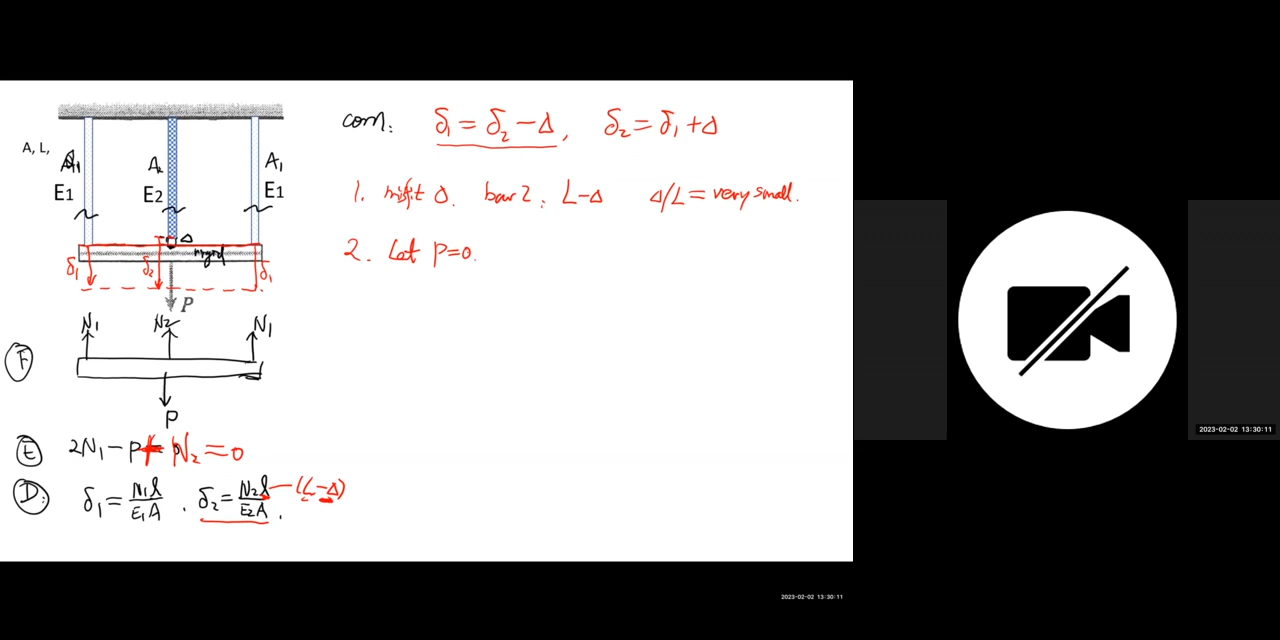 A, L,
A₁
E1
A₂
E2
A₁
E1
Δ
rigid
δ₁
δ₂
δ₁
P
N₁
N₂
N₁
F
P
E 2N₁ - P + N₂ = 0
D: δ₁ = N₁l / E₁A , δ₂ = N₂l / E₂A . (L-Δ)
com: δ₁ = δ₂ - Δ, δ₂ = δ₁ + Δ
1. misfit Δ. bar 2: L-Δ Δ/L = very small.
2. Let P=0.
2023-02-02 13:30:11
2023-02-02 13:30:11